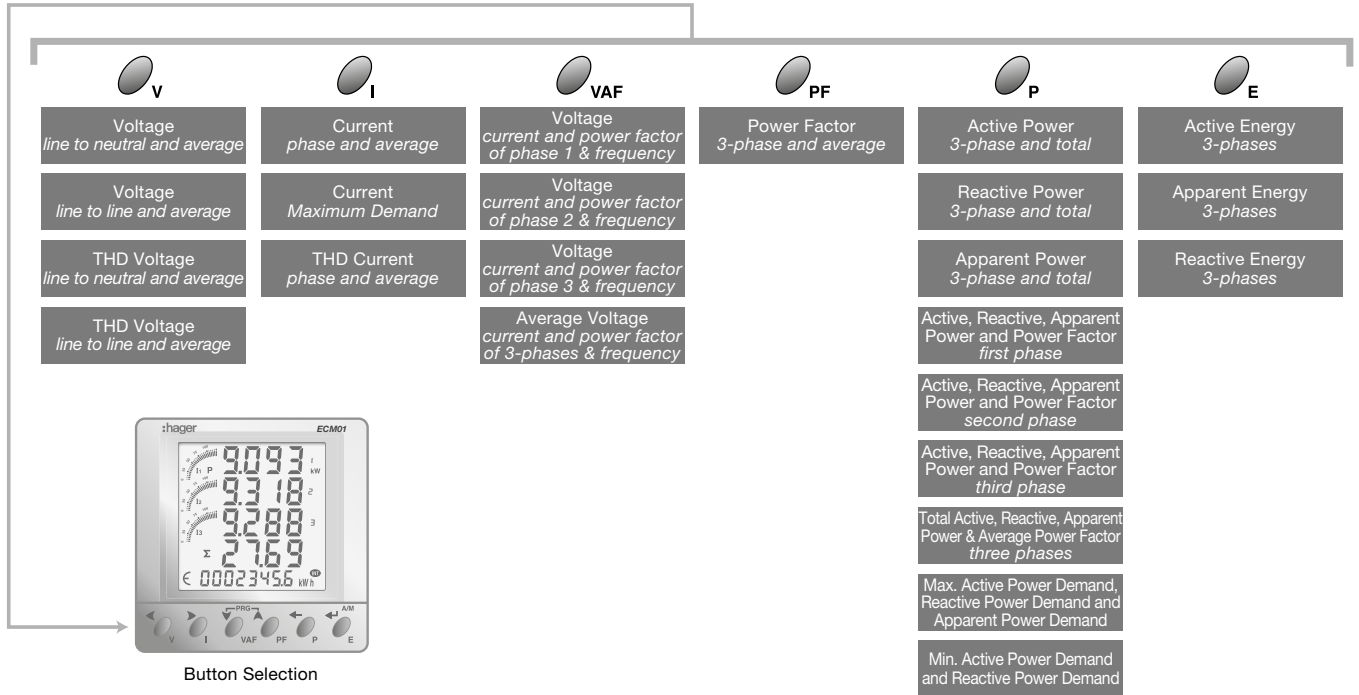 V
Voltage
line to neutral and average
Voltage
line to line and average
THD Voltage
line to neutral and average
THD Voltage
line to line and average
I
Current
phase and average
Current
Maximum Demand
THD Current
phase and average
VAF
Voltage
current and power factor
of phase 1 & frequency
Voltage
current and power factor
of phase 2 & frequency
Voltage
current and power factor
of phase 3 & frequency
Average Voltage
current and power factor
of 3-phases & frequency
PF
Power Factor
3-phase and average
P
Active Power
3-phase and total
Reactive Power
3-phase and total
Apparent Power
3-phase and total
Active, Reactive, Apparent
Power and Power Factor
first phase
Active, Reactive, Apparent
Power and Power Factor
second phase
Active, Reactive, Apparent
Power and Power Factor
third phase
Total Active, Reactive, Apparent
Power & Average Power Factor
three phases
Max. Active Power Demand,
Reactive Power Demand and
Apparent Power Demand
Min. Active Power Demand
and Reactive Power Demand
E
Active Energy
3-phases
Apparent Energy
3-phases
Reactive Energy
3-phases
:hager ECM01
I1 P 9.093 1 kW
I2 9.318 2
I3 9.288 3
Σ 27.69
€ 0002345.6 kWh INT
PRG A/M
V I VAF PF P E
Button Selection